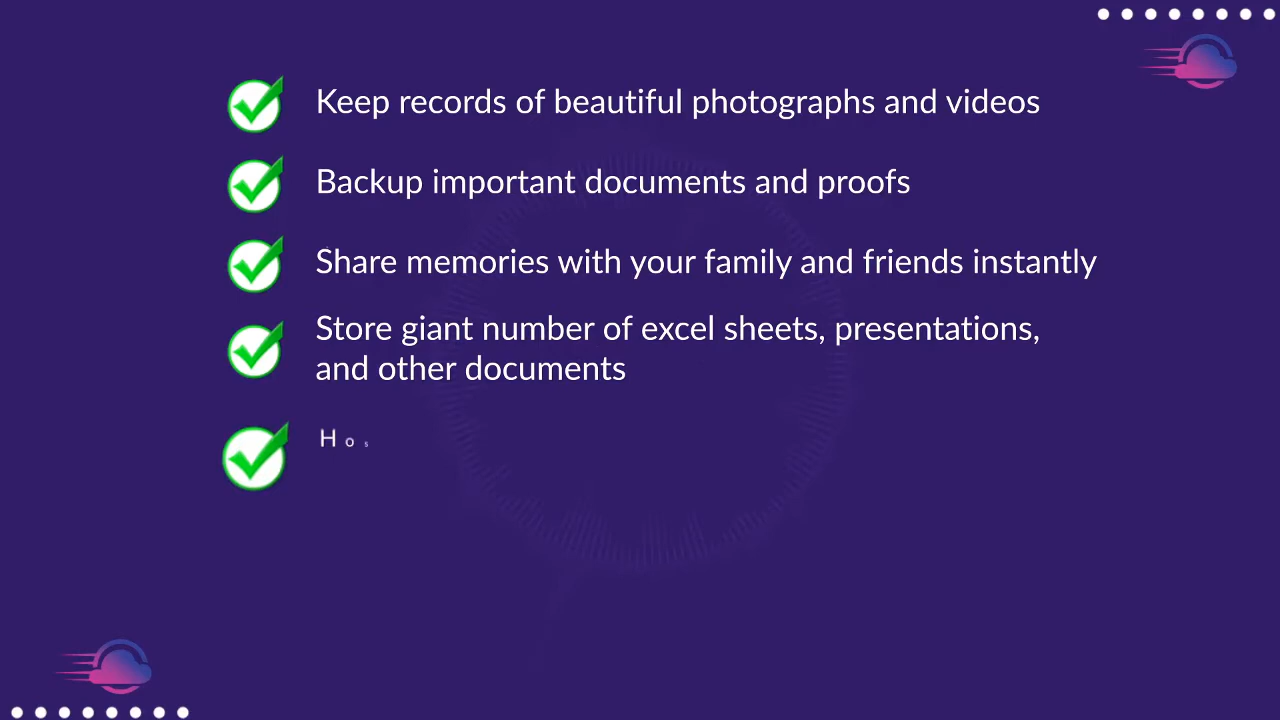 Keep records of beautiful photographs and videos
Backup important documents and proofs
Share memories with your family and friends instantly
Store giant number of excel sheets, presentations,
and other documents
Hos